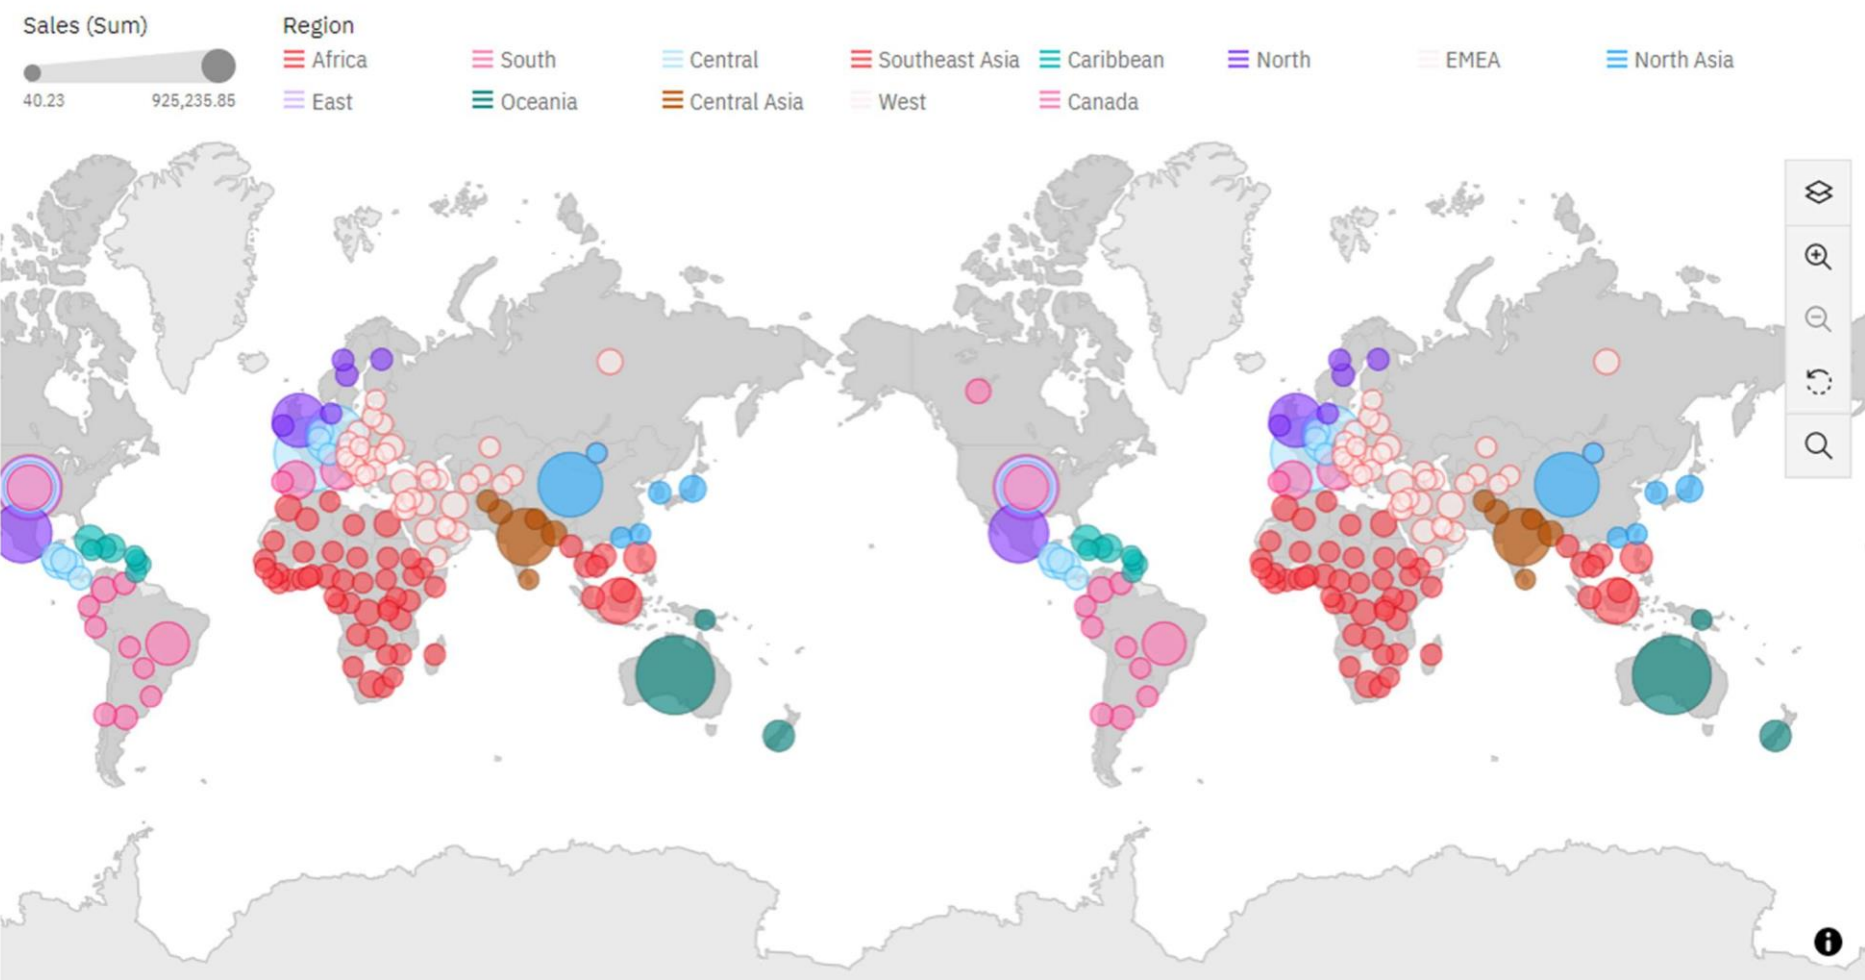 Sales (Sum)
40.23 925,235.85
Region
Africa South Central Southeast Asia Caribbean North EMEA North Asia
East Oceania Central Asia West Canada